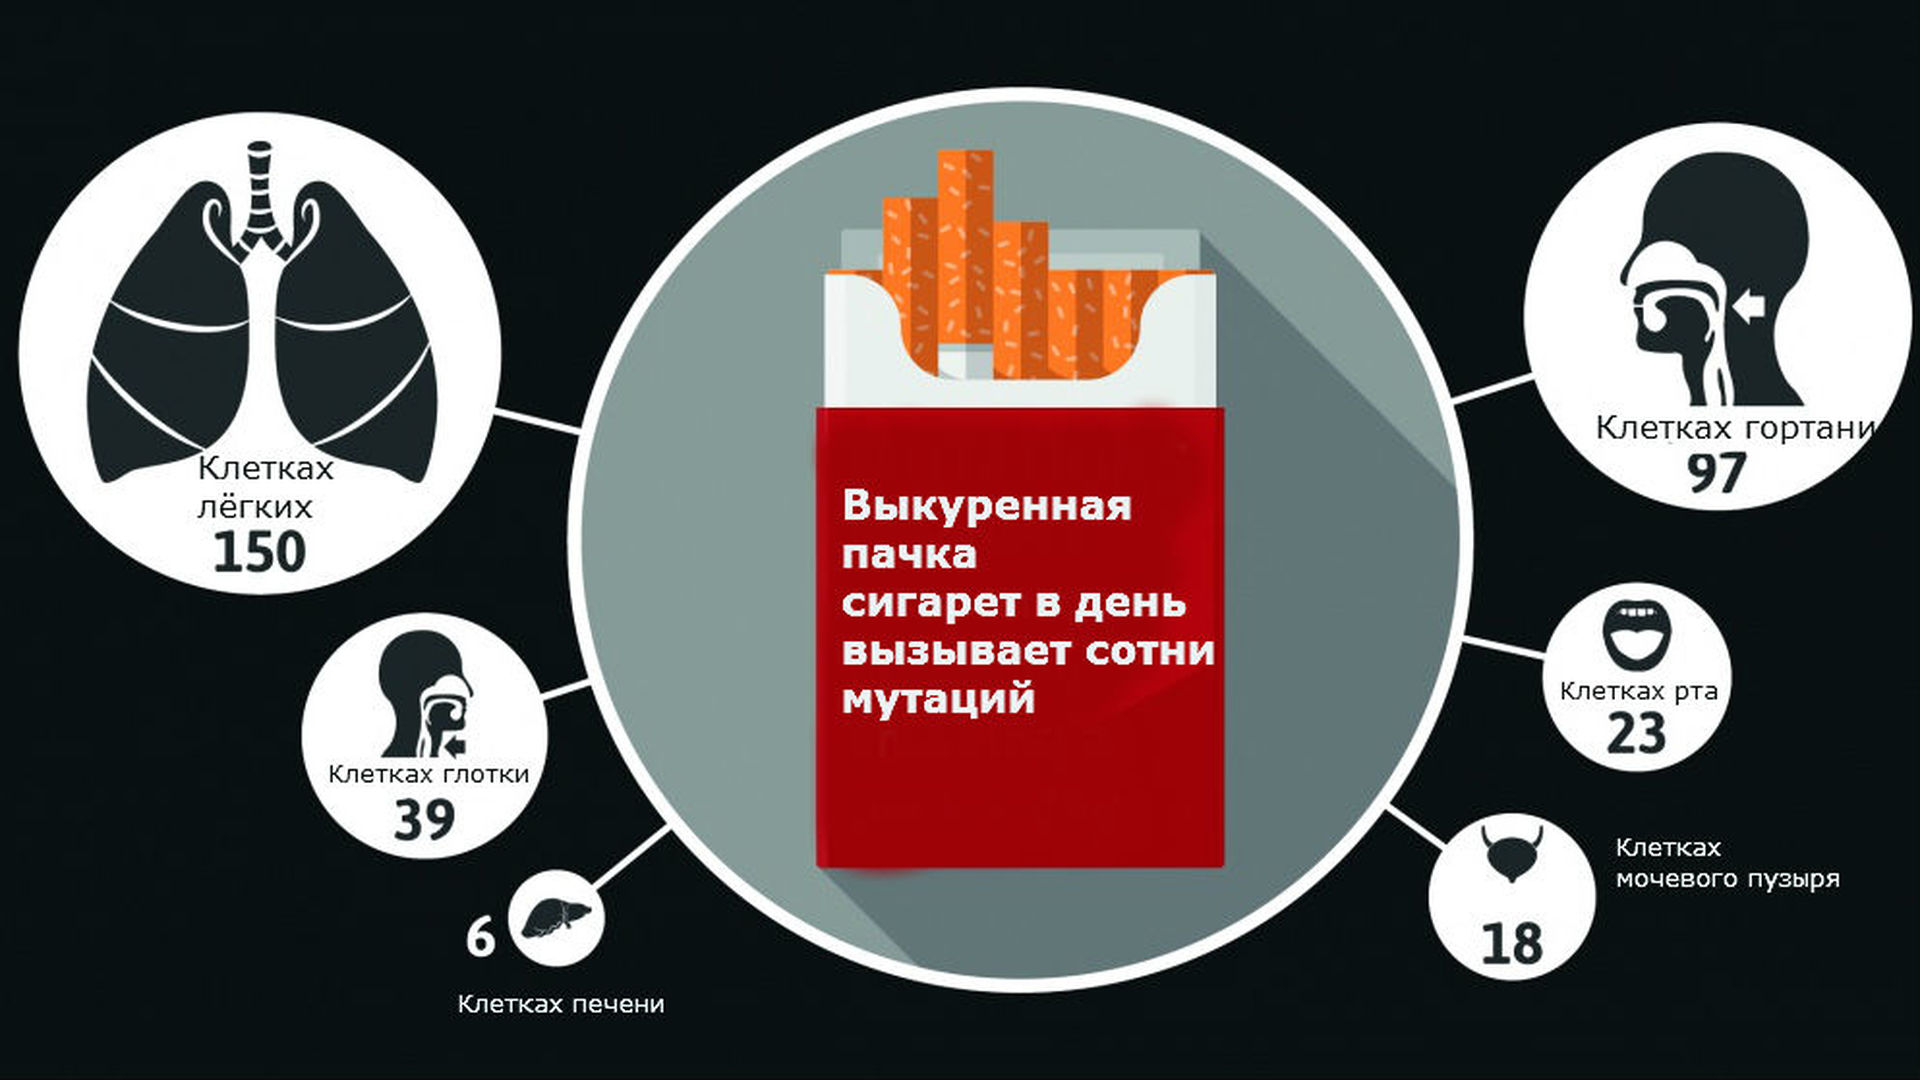 Клетках
лёгких
150
Клетках глотки
39
6
Клетках печени
Выкуренная
пачка
сигарет в день
вызывает сотни
мутаций
Клетках гортани
97
Клетках рта
23
Клетках
мочевого пузыря
18